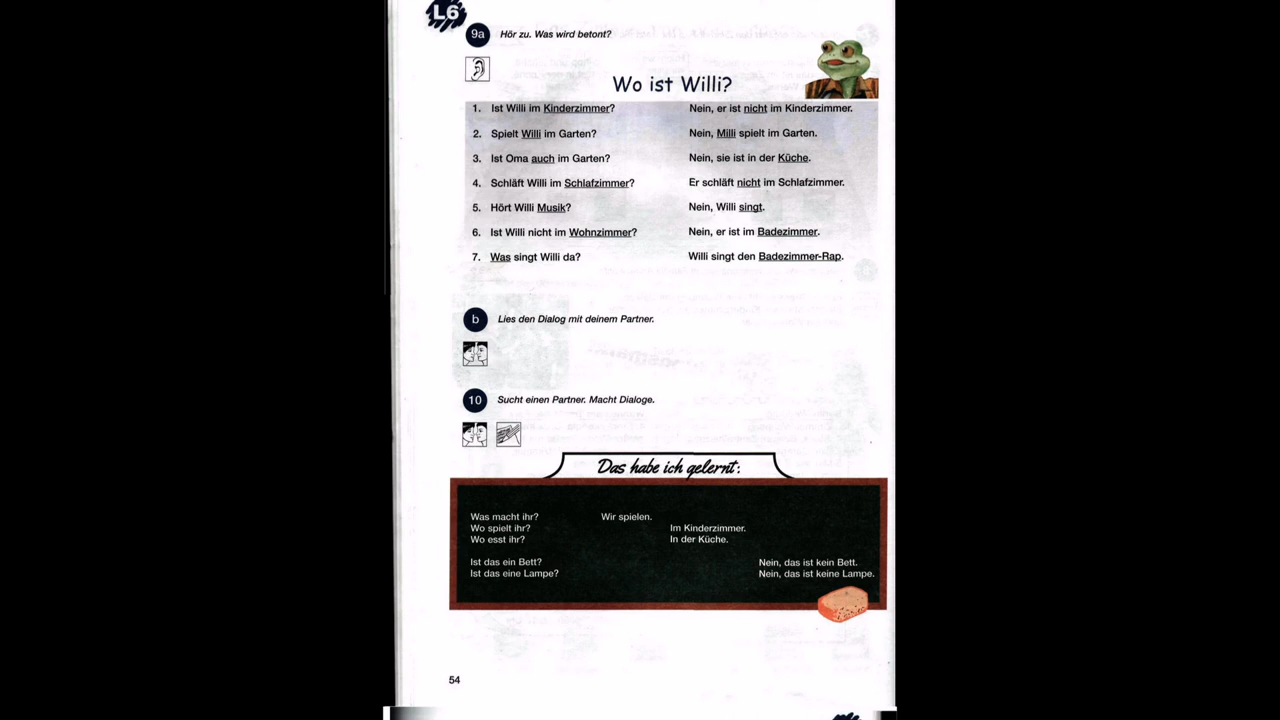 L6
9a Hör zu. Was wird betont?
Wo ist Willi?
1. Ist Willi im Kinderzimmer? Nein, er ist nicht im Kinderzimmer.
2. Spielt Willi im Garten? Nein, Milli spielt im Garten.
3. Ist Oma auch im Garten? Nein, sie ist in der Küche.
4. Schläft Willi im Schlafzimmer? Er schläft nicht im Schlafzimmer.
5. Hört Willi Musik? Nein, Willi singt.
6. Ist Willi nicht im Wohnzimmer? Nein, er ist im Badezimmer.
7. Was singt Willi da? Willi singt den Badezimmer-Rap.
b Lies den Dialog mit deinem Partner.
10 Sucht einen Partner. Macht Dialoge.
Das habe ich gelernt:
Was macht ihr? Wir spielen.
Wo spielt ihr? Im Kinderzimmer.
Wo esst ihr? In der Küche.
Ist das ein Bett? Nein, das ist kein Bett.
Ist das eine Lampe? Nein, das ist keine Lampe.
54